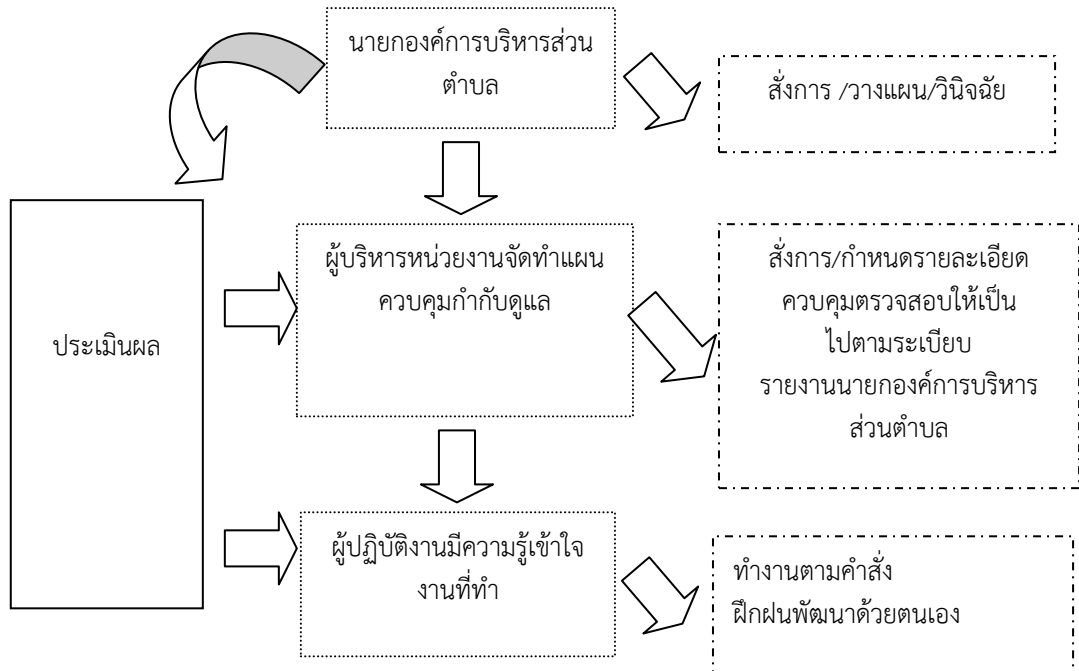 นายกองค์การบริหารส่วน
ตำบล
สั่งการ /วางแผน/วินิจฉัย
ผู้บริหารหน่วยงานจัดทำแผน
ควบคุมกำกับดูแล
สั่งการ/กำหนดรายละเอียด
ควบคุมตรวจสอบให้เป็น
ไปตามระเบียบ
รายงานนายกองค์การบริหาร
ส่วนตำบล
ประเมินผล
ผู้ปฏิบัติงานมีความรู้เข้าใจ
งานที่ทำ
ทำงานตามคำสั่ง
ฝึกฝนพัฒนาด้วยตนเอง